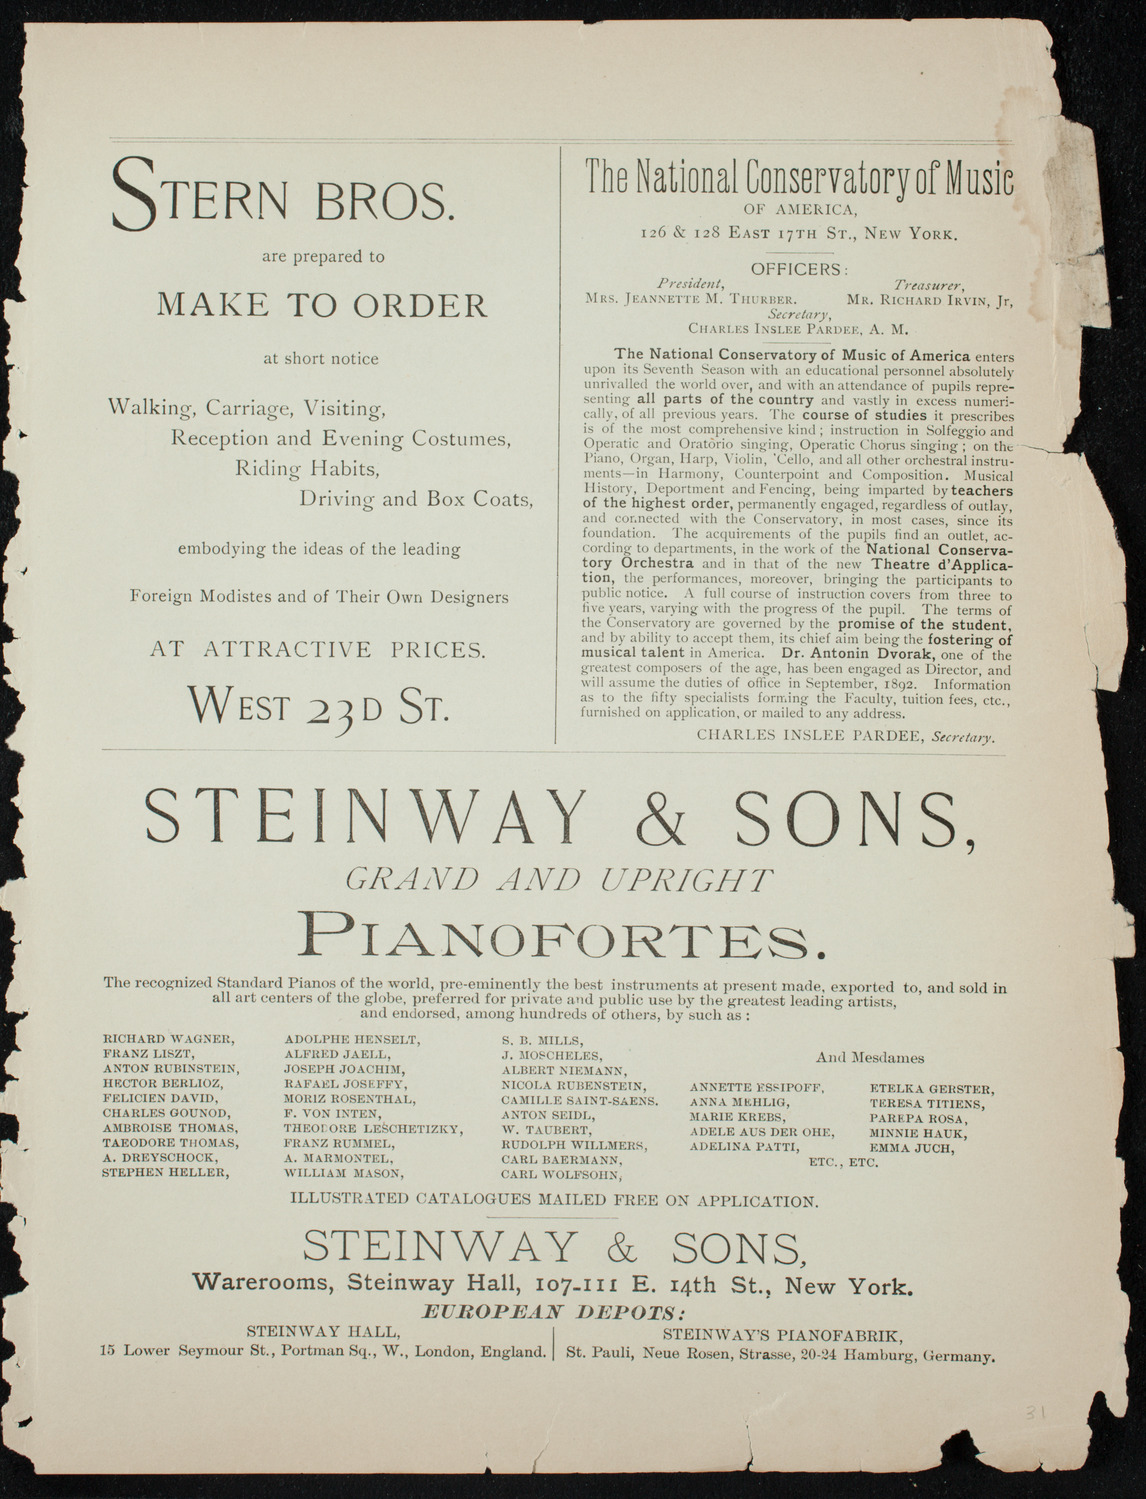 STERN BROS.
are prepared to
MAKE TO ORDER
at short notice
Walking, Carriage, Visiting,
Reception and Evening Costumes,
Riding Habits,
Driving and Box Coats,
embodying the ideas of the leading
Foreign Modistes and of Their Own Designers
AT ATTRACTIVE PRICES.
WEST 23D ST.
The National Conservatory of Music
OF AMERICA,
126 & 128 EAST 17TH ST., NEW YORK.
OFFICERS:
President, Treasurer,
MRS. JEANNETTE M. THURBER. MR. RICHARD IRVIN, Jr,
Secretary,
CHARLES INSLEE PARDEE, A. M.
The National Conservatory of Music of America enters
upon its Seventh Season with an educational personnel absolutely
unrivalled the world over, and with an attendance of pupils repre-
senting all parts of the country and vastly in excess numeri-
cally, of all previous years. The course of studies it prescribes
is of the most comprehensive kind; instruction in Solfeggio and
Operatic and Oratorio singing, Operatic Chorus singing; on the
Piano, Organ, Harp, Violin, 'Cello, and all other orchestral instru-
ments—in Harmony, Counterpoint and Composition. Musical
History, Deportment and Fencing, being imparted by teachers
of the highest order, permanently engaged, regardless of outlay,
and connected with the Conservatory, in most cases, since its
foundation. The acquirements of the pupils find an outlet, ac-
cording to departments, in the work of the National Conserva-
tory Orchestra and in that of the new Theatre d'Applica-
tion, the performances, moreover, bringing the participants to
public notice. A full course of instruction covers from three to
five years, varying with the progress of the pupil. The terms of
the Conservatory are governed by the promise of the student,
and by ability to accept them, its chief aim being the fostering of
musical talent in America. Dr. Antonin Dvorak, one of the
greatest composers of the age, has been engaged as Director, and
will assume the duties of office in September, 1892. Information
as to the fifty specialists forming the Faculty, tuition fees, etc.,
furnished on application, or mailed to any address.
CHARLES INSLEE PARDEE, Secretary.
STEINWAY & SONS,
GRAND AND UPRIGHT
PIANOFORTES.
The recognized Standard Pianos of the world, pre-eminently the best instruments at present made, exported to, and sold in
all art centers of the globe, preferred for private and public use by the greatest leading artists,
and endorsed, among hundreds of others, by such as:
RICHARD WAGNER,
FRANZ LISZT,
ANTON RUBINSTEIN,
HECTOR BERLIOZ,
FELICIEN DAVID,
CHARLES GOUNOD,
AMBROISE THOMAS,
TAEODORE THOMAS,
A. DREYSCHOCK,
STEPHEN HELLER,
ADOLPHE HENSELT,
ALFRED JAELL,
JOSEPH JOACHIM,
RAFAEL JOSEFFY,
MORIZ ROSENTHAL,
F. VON INTEN,
THEODORE LESCHETIZKY,
FRANZ RUMMEL,
A. MARMONTEL,
WILLIAM MASON,
S. B. MILLS,
J. MOSCHELES,
ALBERT NIEMANN,
NICOLA RUBENSTEIN,
CAMILLE SAINT-SAENS.
ANTON SEIDL,
W. TAUBERT,
RUDOLPH WILLMERS,
CARL BAERMANN,
CARL WOLFSOHN,
And Mesdames
ANNETTE ESSIPOFF,
ANNA MEHLIG,
MARIE KREBS,
ADELE AUS DER OHE,
ADELINA PATTI,
ETELKA GERSTER,
TERESA TITIENS,
PAREPA ROSA,
MINNIE HAUK,
EMMA JUCH,
ETC., ETC.
ILLUSTRATED CATALOGUES MAILED FREE ON APPLICATION.
STEINWAY & SONS,
Warerooms, Steinway Hall, 107-111 E. 14th St., New York.
EUROPEAN DEPOTS:
STEINWAY HALL,
15 Lower Seymour St., Portman Sq., W., London, England.
STEINWAY'S PIANOFABRIK,
St. Pauli, Neue Rosen, Strasse, 20-24 Hamburg, Germany.
31